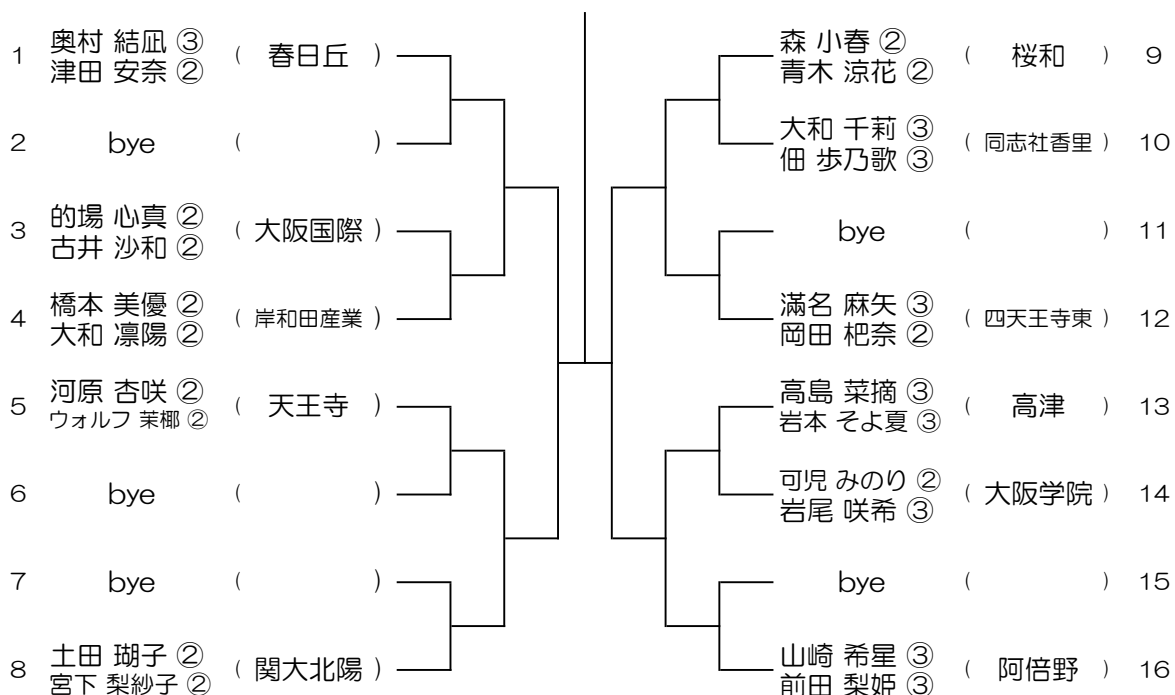 1 奥村 結凪 ③ ( 春日丘 )
津田 安奈 ②
2 bye ( )
3 的場 心真 ② ( 大阪国際 )
古井 沙和 ②
4 橋本 美優 ② ( 岸和田産業 )
大和 凛陽 ②
5 河原 杏咲 ② ( 天王寺 )
ウォルフ 茉椰 ②
6 bye ( )
7 bye ( )
8 土田 瑚子 ② ( 関大北陽 )
宮下 梨紗子 ②
森 小春 ② ( 桜和 ) 9
青木 涼花 ②
大和 千莉 ③ ( 同志社香里 ) 10
佃 歩乃歌 ③
bye ( ) 11
滿名 麻矢 ③ ( 四天王寺東 ) 12
岡田 杷奈 ②
高島 菜摘 ③ ( 高津 ) 13
岩本 そよ夏 ③
可児 みのり ② ( 大阪学院 ) 14
岩尾 咲希 ③
bye ( ) 15
山崎 希星 ③ ( 阿倍野 ) 16
前田 梨姫 ③